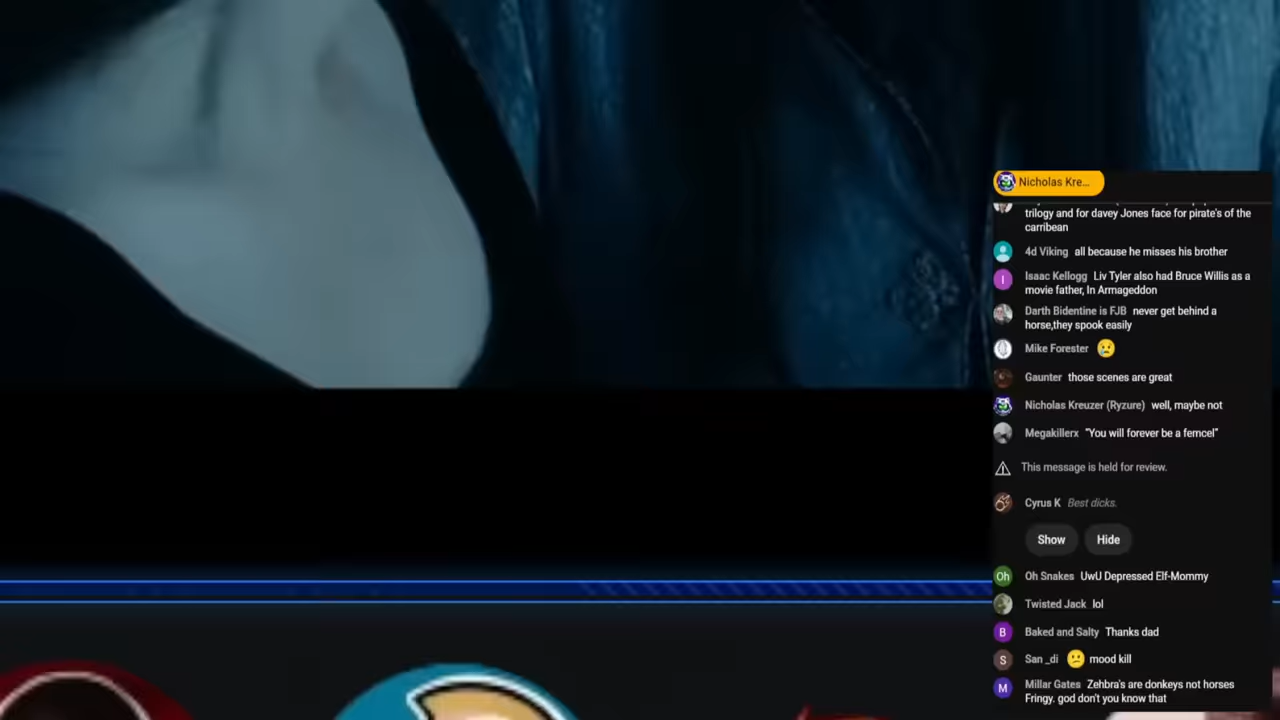 Nicholas Kre...
trilogy and for davey Jones face for pirate's of the
carribean
4d Viking all because he misses his brother
Isaac Kellogg Liv Tyler also had Bruce Willis as a
movie father, In Armageddon
Darth Bidentine is FJB never get behind a
horse,they spook easily
Mike Forester 😢
Gaunter those scenes are great
Nicholas Kreuzer (Ryzure) well, maybe not
Megakillerx “You will forever be a femcel”
This message is held for review.
Cyrus K Best dicks.
Show Hide
Oh Oh Snakes UwU Depressed Elf-Mommy
Twisted Jack lol
B Baked and Salty Thanks dad
S San _di 😕 mood kill
M Millar Gates Zehbra's are donkeys not horses
Fringy. god don't you know that